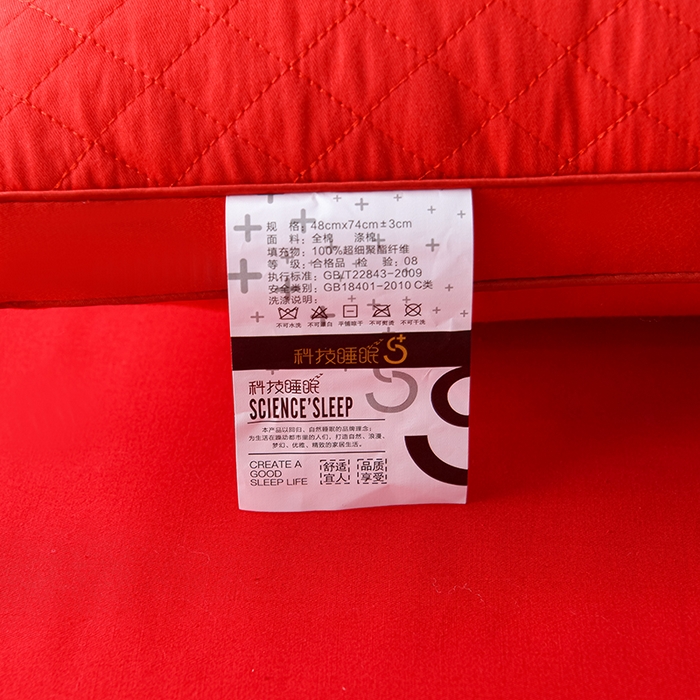 规 格: 48cmx74cm±3cm
面 料: 全棉 涤棉
填充物: 100%超细聚酯纤维
等 级: 合格品 检 验: 08
执行标准: GB/T22843-2009
安全类别: GB18401-2010 C类
洗涤说明:
不可水洗 不可漂白 平铺晾干 不可熨烫 不可干洗
科技睡眠 S+
科技睡眠
SCIENCE'SLEEP
本产品以回归、自然睡眠的品牌理念;
为生活在躁动都市里的人们,打造自然、浪漫、
梦幻、优雅、精致的家居生活。
CREATE A
GOOD
SLEEP LIFE
舒适
宜人
品质
享受